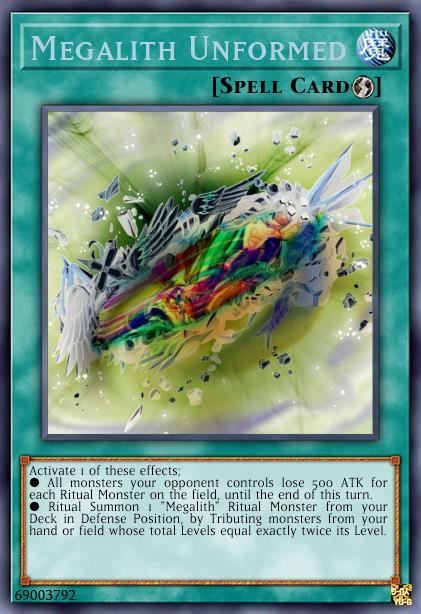 Megalith Unformed
[Spell Card]
Activate 1 of these effects;
● All monsters your opponent controls lose 500 ATK for
each Ritual Monster on the field, until the end of this turn.
● Ritual Summon 1 "Megalith" Ritual Monster from your
Deck in Defense Position, by Tributing monsters from your
hand or field whose total Levels equal exactly twice its Level.
69003792